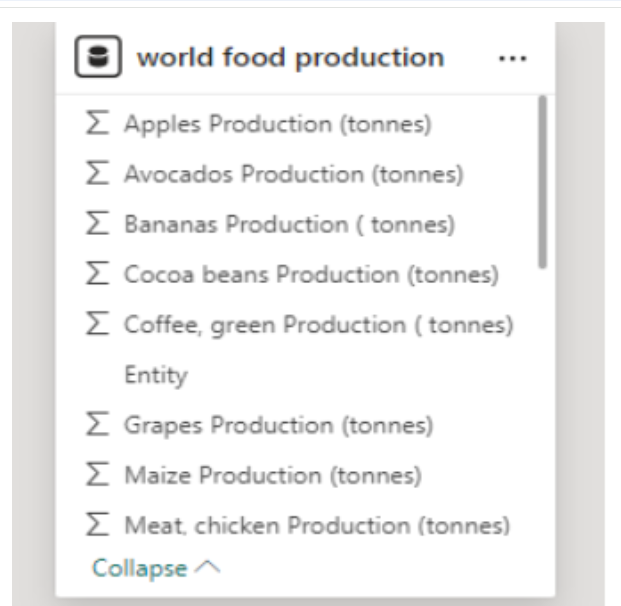 world food production ...
Σ Apples Production (tonnes)
Σ Avocados Production (tonnes)
Σ Bananas Production ( tonnes)
Σ Cocoa beans Production (tonnes)
Σ Coffee, green Production ( tonnes)
Entity
Σ Grapes Production (tonnes)
Σ Maize Production (tonnes)
Σ Meat, chicken Production (tonnes)
Collapse